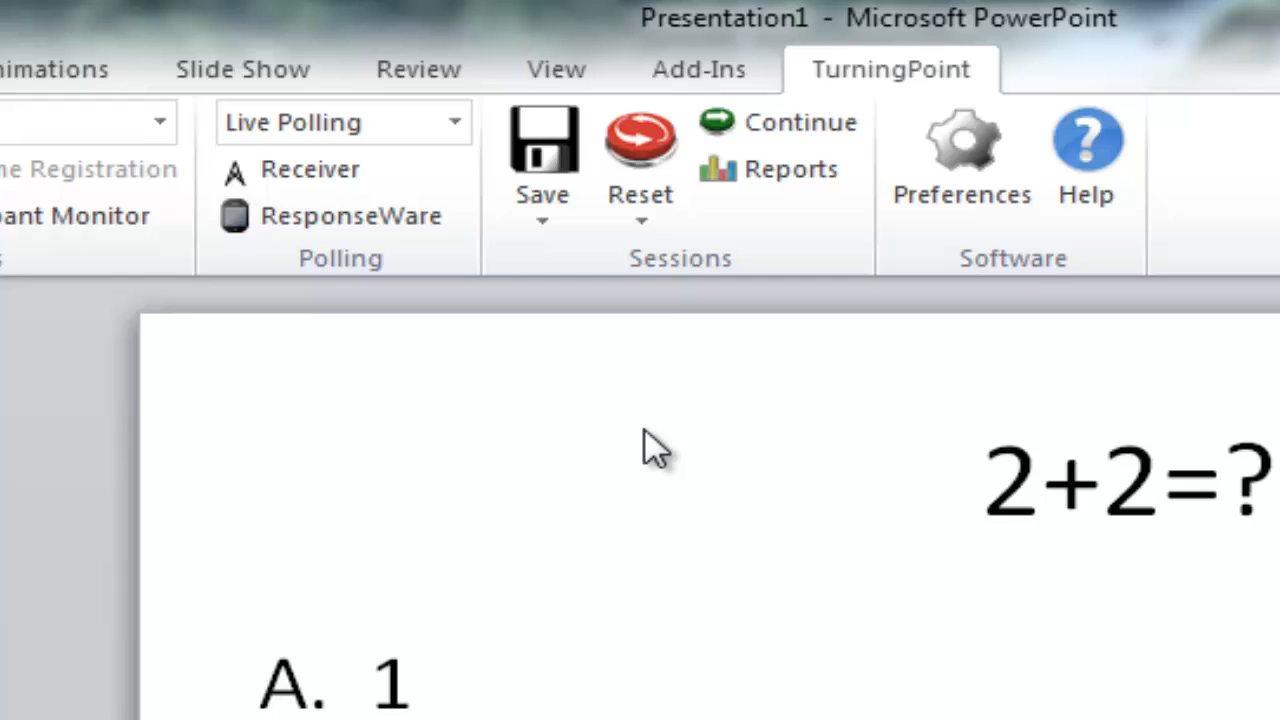 Presentation1 - Microsoft PowerPoint
nimations Slide Show Review View Add-Ins TurningPoint
Live Polling Continue
me Registration Receiver Reports
pant Monitor ResponseWare Save Reset Preferences Help
s Polling Sessions Software
2+2=?
A. 1